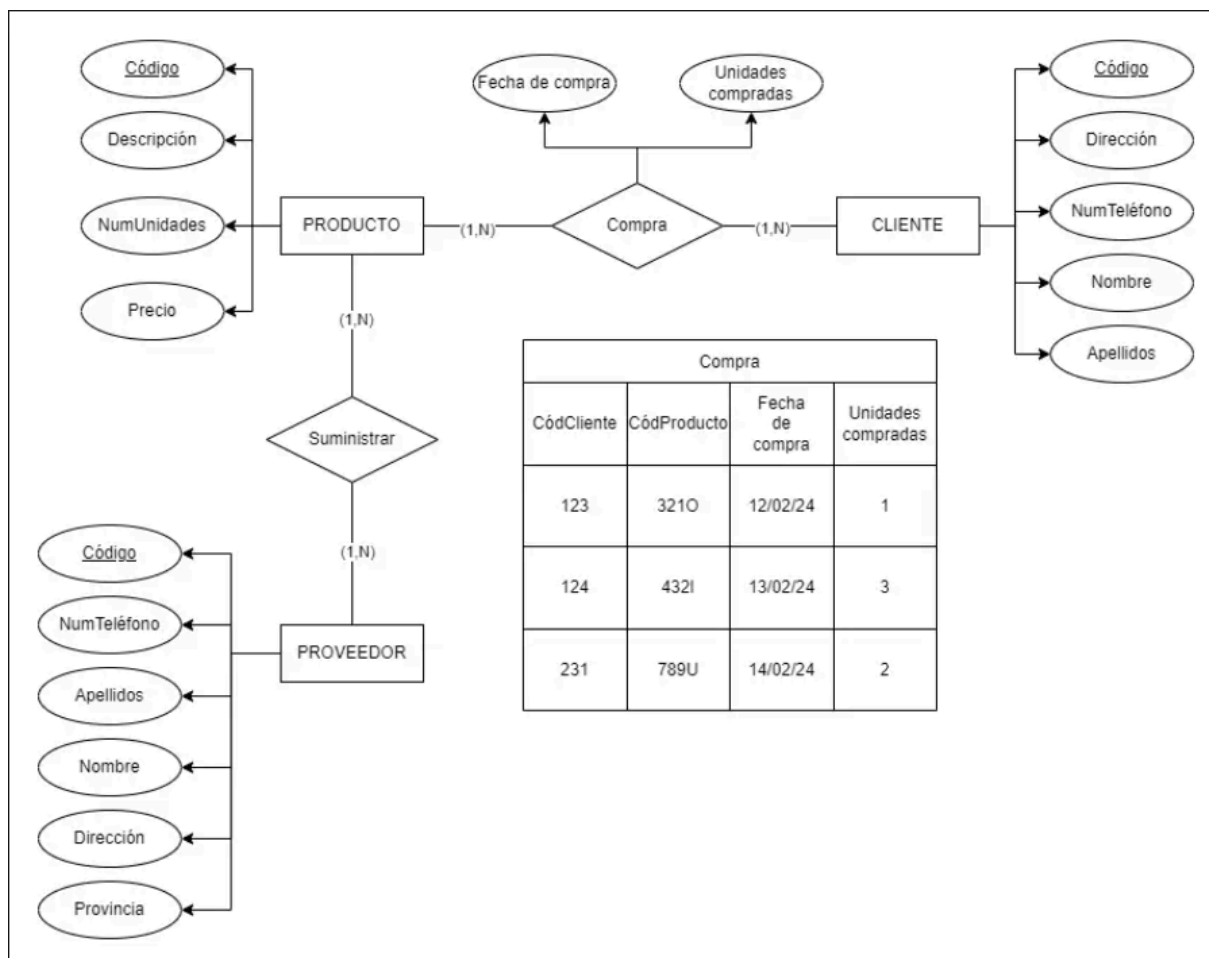 Código
Descripción
NumUnidades
Precio
PRODUCTO
(1,N)
Fecha de compra
Unidades
compradas
Compra
(1,N)
CLIENTE
Código
Dirección
NumTeléfono
Nombre
Apellidos
(1,N)
Suministrar
(1,N)
PROVEEDOR
Código
NumTeléfono
Apellidos
Nombre
Dirección
Provincia
Compra
CódCliente CódProducto Fecha de compra Unidades compradas
123 321O 12/02/24 1
124 432I 13/02/24 3
231 789U 14/02/24 2